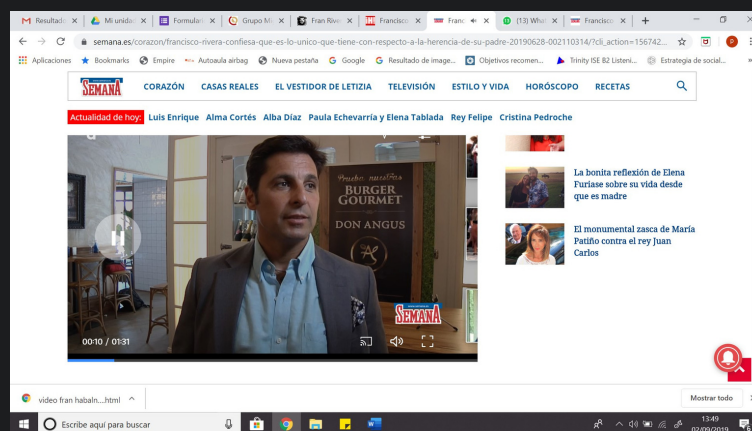 Resultado
Mi unidad
Formulari
Grupo M
Fran River
Francisco
Franc
(13) What
Francisco
semana.es/corazon/francisco-rivera-confiesa-que-es-lo-unico-que-tiene-con-respecto-a-la-herencia-de-su-padre-20190628-002110314/?cli_action=156742...
Aplicaciones
Bookmarks
Empire
Autoaula airbag
Nueva pestaña
Google
Resultado de image...
Objetivos recomen...
Trinity ISE B2 Listeni...
Estrategia de social...
SEMANA
CORAZÓN
CASAS REALES
EL VESTIDOR DE LETIZIA
TELEVISIÓN
ESTILO Y VIDA
HORÓSCOPO
RECETAS
Actualidad de hoy: Luis Enrique Alma Cortés Alba Díaz Paula Echevarría y Elena Tablada Rey Felipe Cristina Pedroche
Prueba nuestras
BURGER
GOURMET
DON ANGUS
SEMANA
00:10 / 01:31
La bonita reflexión de Elena
Furiase sobre su vida desde
que es madre
El monumental zasca de María
Patiño contra el rey Juan
Carlos
video fran habaln....html
Mostrar todo
Escribe aquí para buscar
13:49
02/09/2019